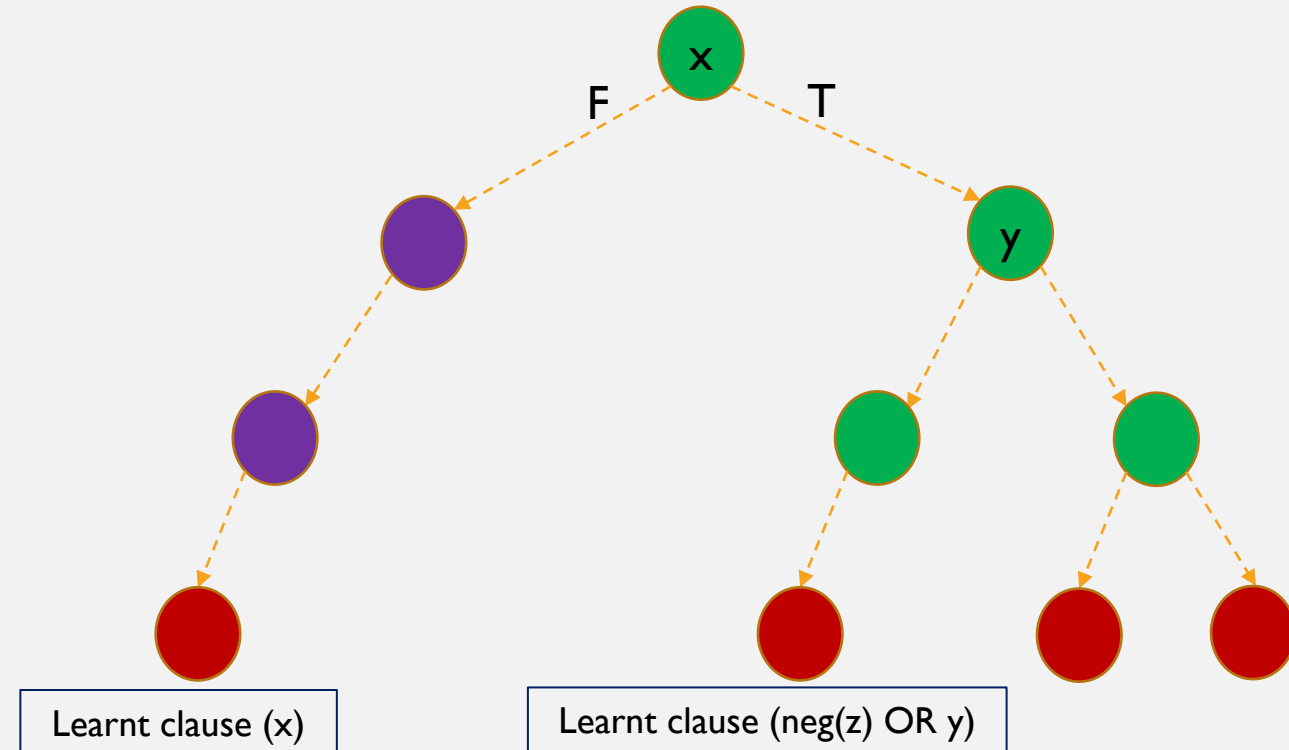 x
F
T
y
Learnt clause (x)
Learnt clause (neg(z) OR y)